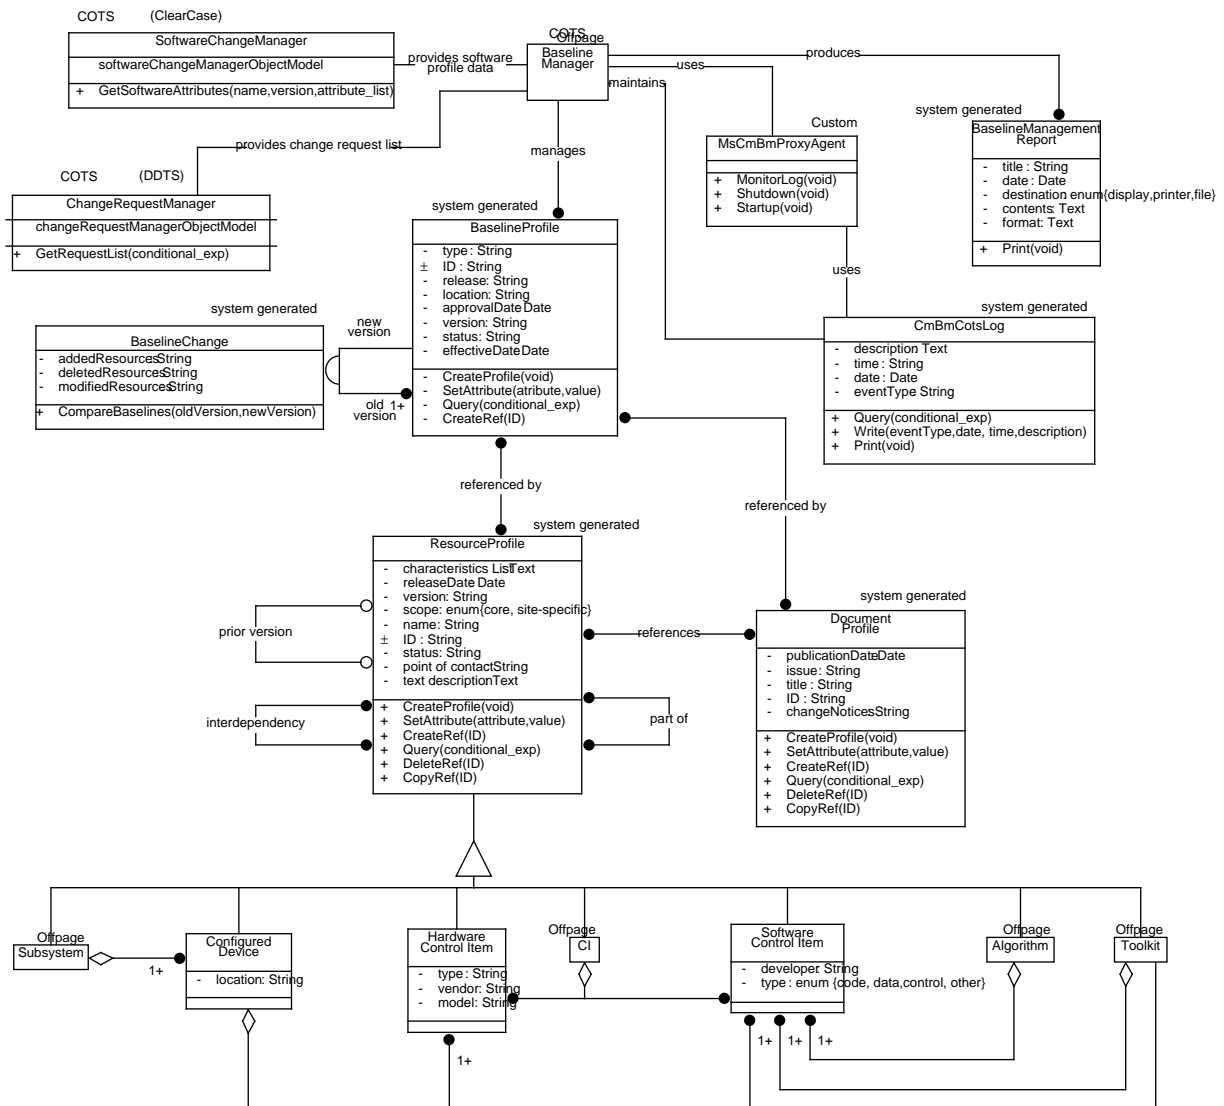 COTS (ClearCase)
SoftwareChangeManager
softwareChangeManagerObjectModel
+ GetSoftwareAttributes(name,version,attribute_list)
provides software
profile data
COTS
Offpage
Baseline
Manager
produces
uses
maintains
provides change request list
manages
COTS (DDTS)
ChangeRequestManager
changeRequestManagerObjectModel
+ GetRequestList(conditional_exp)
Custom
MsCmBmProxyAgent
+ MonitorLog(void)
+ Shutdown(void)
+ Startup(void)
system generated
BaselineManagement
Report
- title : String
- date : Date
- destination enum{display,printer,file}
- contents: Text
- format: Text
+ Print(void)
system generated
BaselineProfile
- type : String
± ID : String
- release: String
- location: String
- approvalDate Date
- version: String
- status: String
- effectiveDate Date
- CreateProfile(void)
- SetAttribute(atribute,value)
- Query(conditional_exp)
- CreateRef(ID)
uses
system generated
BaselineChange
- addedResources String
- deletedResources String
- modifiedResources String
+ CompareBaselines(oldVersion,newVersion)
new
version
old 1+
version
system generated
CmBmCotsLog
- description Text
- time : String
- date : Date
- eventType String
+ Query(conditional_exp)
+ Write(eventType,date, time,description)
+ Print(void)
referenced by
referenced by
system generated
ResourceProfile
- characteristics List Text
- releaseDate Date
- version: String
- scope: enum{core, site-specific}
- name: String
± ID : String
- status: String
- point of contact String
- text description Text
+ CreateProfile(void)
+ SetAttribute(attribute,value)
+ CreateRef(ID)
+ Query(conditional_exp)
+ DeleteRef(ID)
+ CopyRef(ID)
prior version
interdependency
references
part of
system generated
Document
Profile
- publicationDate Date
- issue: String
- title : String
- ID : String
- changeNotices String
+ CreateProfile(void)
+ SetAttribute(attribute,value)
+ CreateRef(ID)
+ Query(conditional_exp)
+ DeleteRef(ID)
+ CopyRef(ID)
Offpage
Subsystem
1+
Configured
Device
- location: String
Hardware
Control Item
- type : String
- vendor: String
- model: String
1+
Offpage
CI
Software
Control Item
- developer String
- type : enum {code, data,control, other}
1+ 1+ 1+
Offpage
Algorithm
Offpage
Toolkit